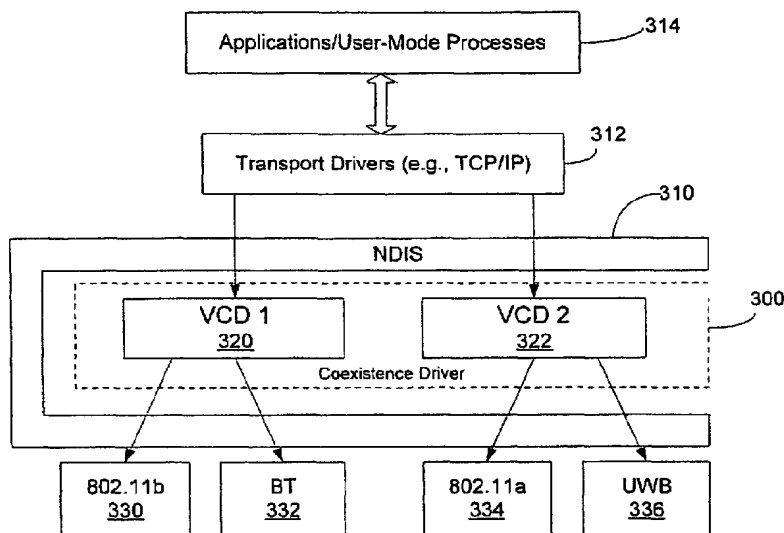 Applications/User-Mode Processes
314
Transport Drivers (e.g., TCP/IP)
312
310
NDIS
300
VCD 1
320
VCD 2
322
Coexistence Driver
802.11b
330
BT
332
802.11a
334
UWB
336